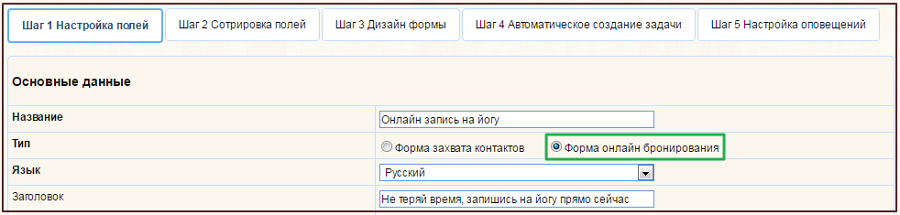 Шаг 1 Настройка полей Шаг 2 Сотрировка полей Шаг 3 Дизайн формы Шаг 4 Автоматическое создание задачи Шаг 5 Настройка оповещений
Основные данные
Название Онлайн запись на йогу
Тип Форма захвата контактов Форма онлайн бронирования
Язык Русский
Заголовок Не теряй время, запишись на йогу прямо сейчас